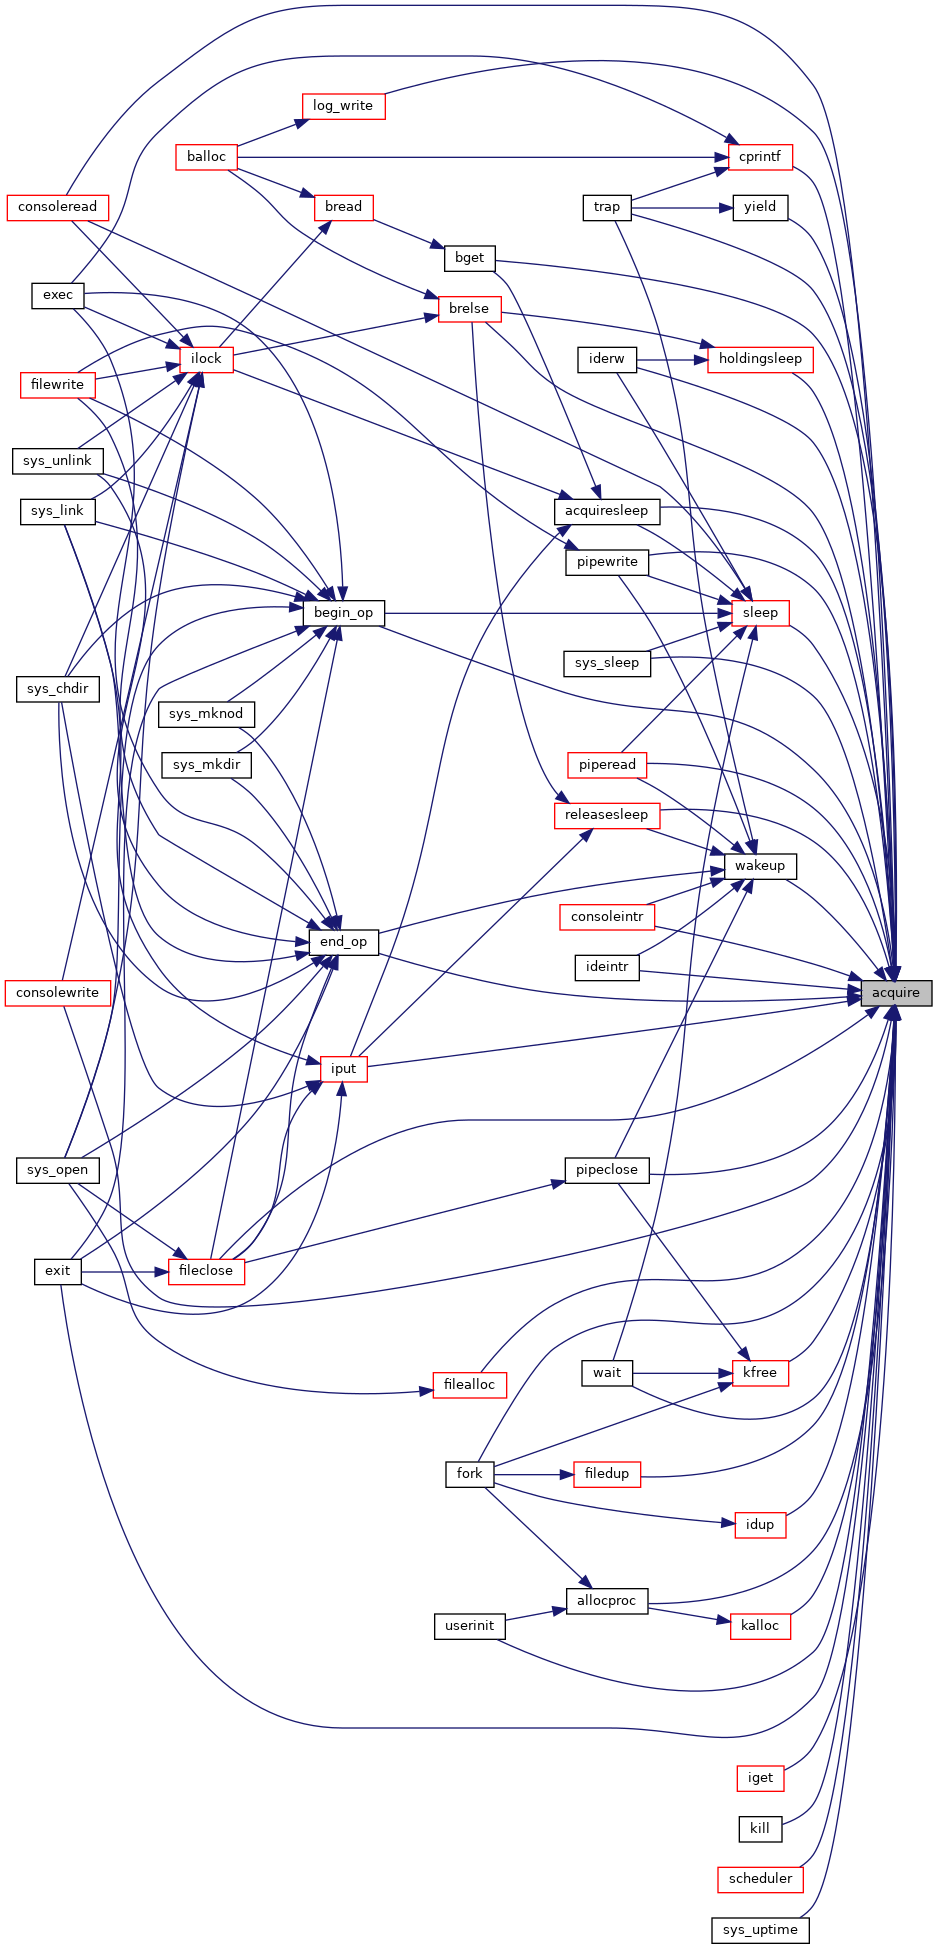 log_write
balloc
cprintf
consoleread
bread
trap
yield
bget
exec
brelse
ilock
iderw
holdingsleep
filewrite
sys_unlink
sys_link
acquiresleep
pipewrite
begin_op
sleep
sys_sleep
sys_chdir
sys_mknod
sys_mkdir
piperead
releasesleep
wakeup
consoleintr
end_op
ideintr
consolewrite
acquire
iput
sys_open
pipeclose
exit
fileclose
filealloc
wait
kfree
fork
filedup
idup
allocproc
userinit
kalloc
iget
kill
scheduler
sys_uptime